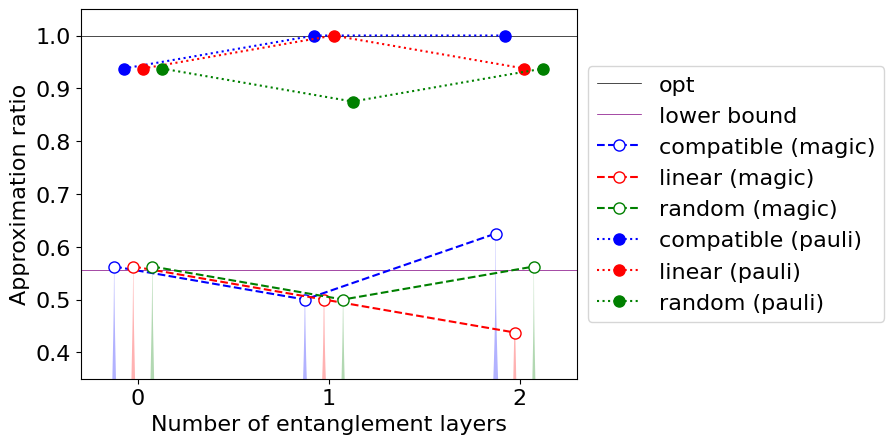 Approximation ratio
1.0
0.9
0.8
0.7
0.6
0.5
0.4
0
1
2
Number of entanglement layers
opt
lower bound
compatible (magic)
linear (magic)
random (magic)
compatible (pauli)
linear (pauli)
random (pauli)